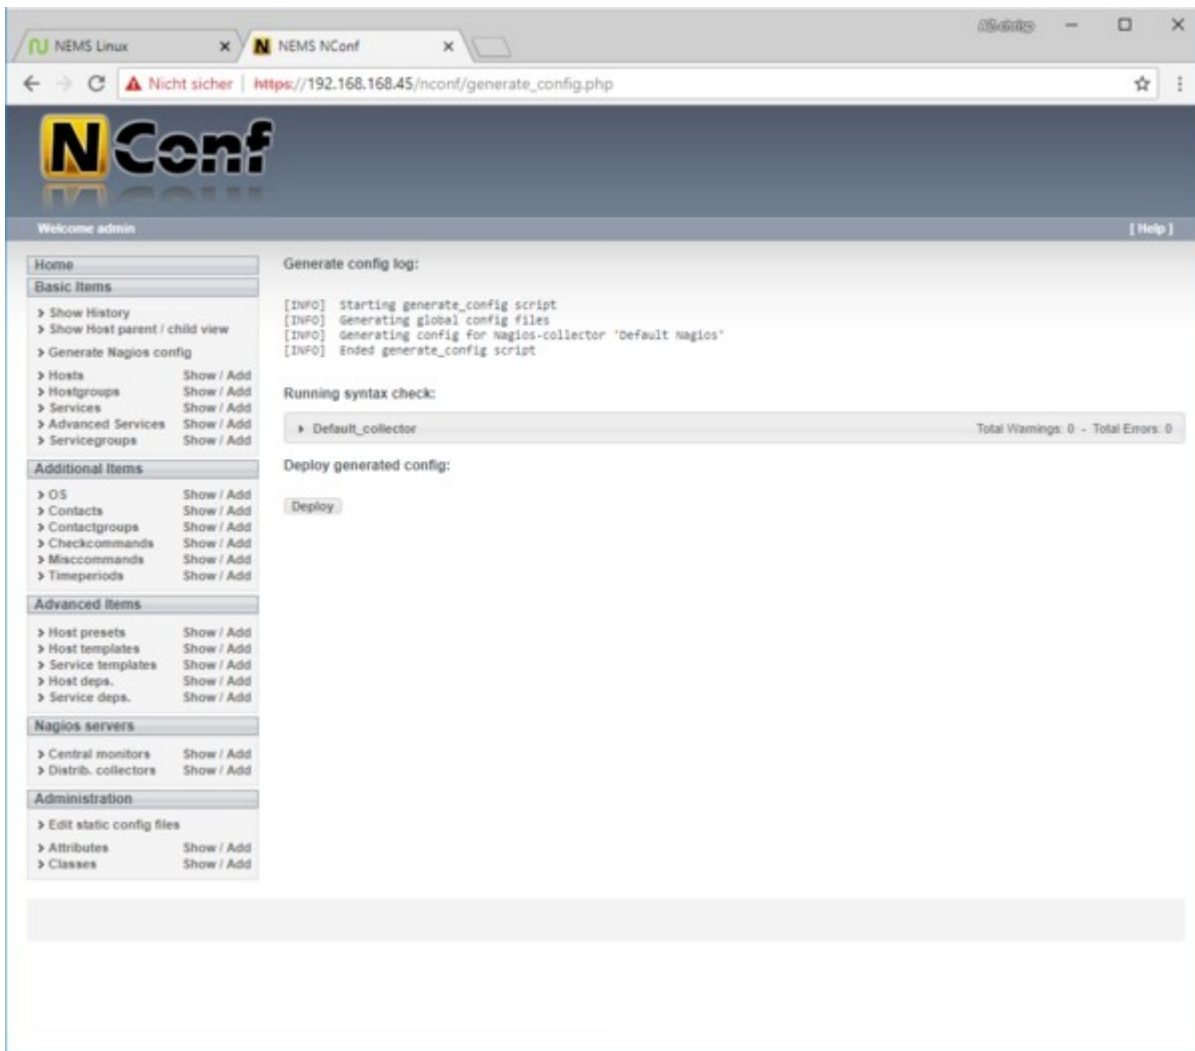 NEMS Linux
NEMS NConf
Nicht sicher | https://192.168.168.45/nconf/generate_config.php
NConf
Welcome admin [ Help ]
Home
Basic Items
Show History
Show Host parent / child view
Generate Nagios config
Hosts Show / Add
Hostgroups Show / Add
Services Show / Add
Advanced Services Show / Add
Servicegroups Show / Add
Additional Items
OS Show / Add
Contacts Show / Add
Contactgroups Show / Add
Checkcommands Show / Add
Misccommands Show / Add
Timeperiods Show / Add
Advanced Items
Host presets Show / Add
Host templates Show / Add
Service templates Show / Add
Host deps. Show / Add
Service deps. Show / Add
Nagios servers
Central monitors Show / Add
Distrib. collectors Show / Add
Administration
Edit static config files
Attributes Show / Add
Classes Show / Add
Generate config log:
[INFO] Starting generate_config script
[INFO] Generating global config files
[INFO] Generating config for Nagios-collector 'Default Nagios'
[INFO] Ended generate_config script
Running syntax check:
Default_collector Total Warnings: 0 - Total Errors: 0
Deploy generated config:
Deploy